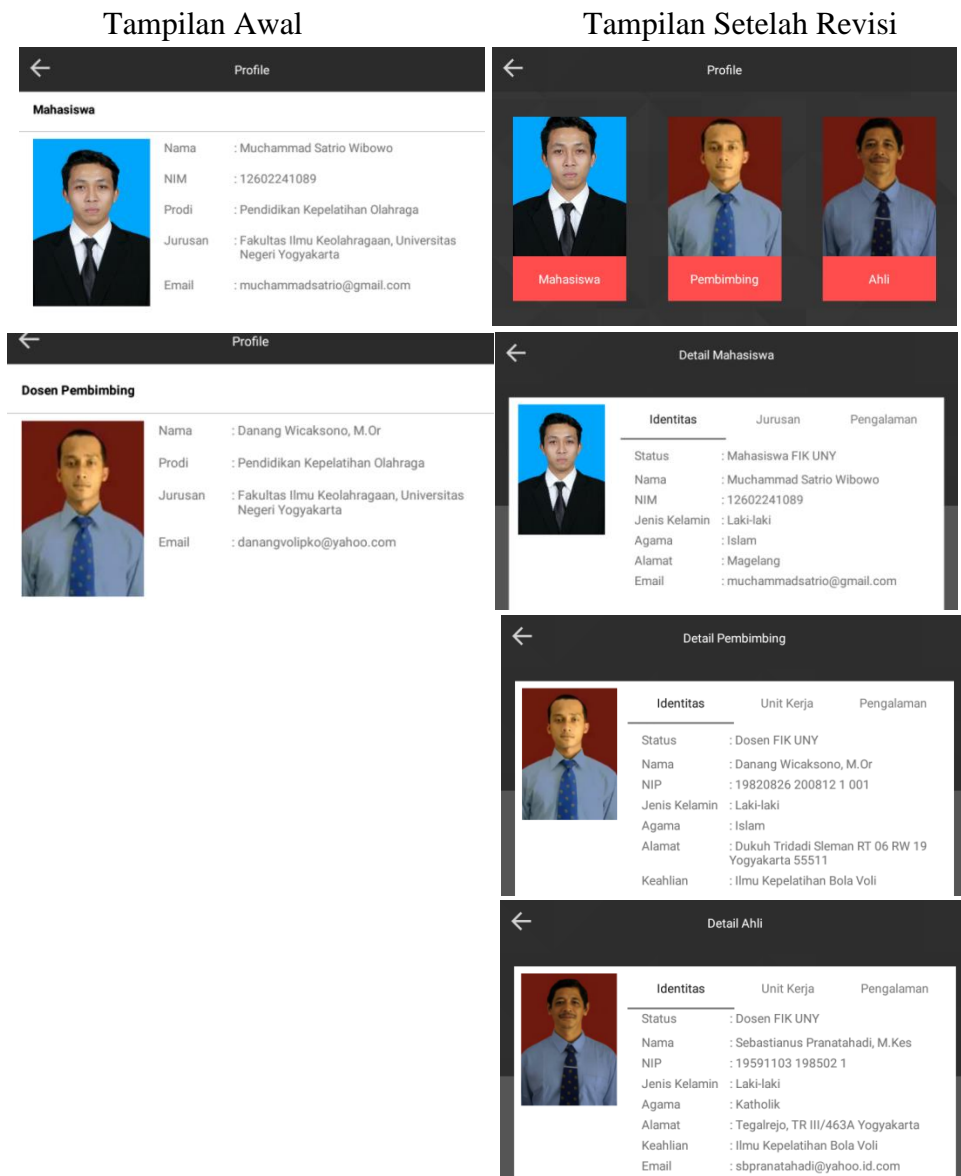 Tampilan Awal
Tampilan Setelah Revisi
Profile
Mahasiswa
Nama : Muchammad Satrio Wibowo
NIM : 12602241089
Prodi : Pendidikan Kepelatihan Olahraga
Jurusan : Fakultas Ilmu Keolahragaan, Universitas
Negeri Yogyakarta
Email : muchammadsatrio@gmail.com
Profile
Mahasiswa
Pembimbing
Ahli
Profile
Dosen Pembimbing
Nama : Danang Wicaksono, M.Or
Prodi : Pendidikan Kepelatihan Olahraga
Jurusan : Fakultas Ilmu Keolahragaan, Universitas
Negeri Yogyakarta
Email : danangvolipko@yahoo.com
Detail Mahasiswa
Identitas Jurusan Pengalaman
Status : Mahasiswa FIK UNY
Nama : Muchammad Satrio Wibowo
NIM : 12602241089
Jenis Kelamin : Laki-laki
Agama : Islam
Alamat : Magelang
Email : muchammadsatrio@gmail.com
Detail Pembimbing
Identitas Unit Kerja Pengalaman
Status : Dosen FIK UNY
Nama : Danang Wicaksono, M.Or
NIP : 19820826 200812 1 001
Jenis Kelamin : Laki-laki
Agama : Islam
Alamat : Dukuh Tridadi Sleman RT 06 RW 19
Yogyakarta 55511
Keahlian : Ilmu Kepelatihan Bola Voli
Detail Ahli
Identitas Unit Kerja Pengalaman
Status : Dosen FIK UNY
Nama : Sebastianus Pranatahadi, M.Kes
NIP : 19591103 198502 1
Jenis Kelamin : Laki-laki
Agama : Katholik
Alamat : Tegalrejo, TR III/463A Yogyakarta
Keahlian : Ilmu Kepelatihan Bola Voli
Email : sbpranatahadi@yahoo.id.com